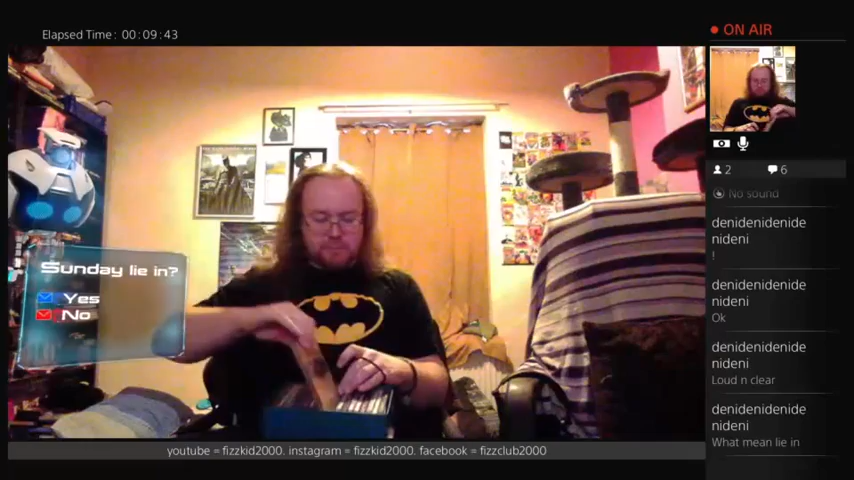 Elapsed Time: 00:09:43
ON AIR
2
6
No sound
denidenidenide
nideni
!
denidenidenide
nideni
Ok
denidenidenide
nideni
Loud n clear
denidenidenide
nideni
What mean lie in
Sunday lie in?
Yes
No
youtube = fizzkid2000. instagram = fizzkid2000. facebook = fizzclub2000